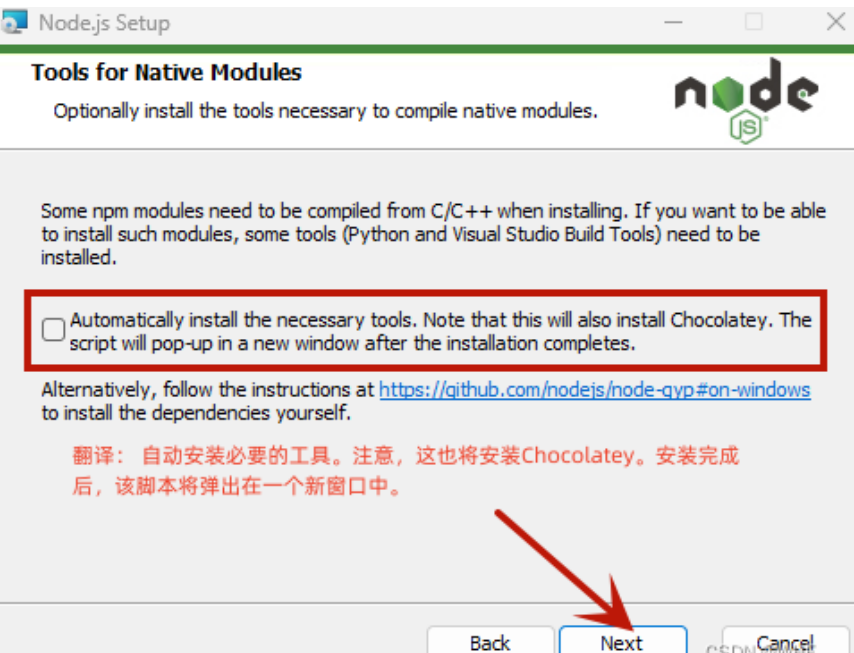 Node.js Setup
Tools for Native Modules
Optionally install the tools necessary to compile native modules.
node
JS
Some npm modules need to be compiled from C/C++ when installing. If you want to be able
to install such modules, some tools (Python and Visual Studio Build Tools) need to be
installed.
Automatically install the necessary tools. Note that this will also install Chocolatey. The
script will pop-up in a new window after the installation completes.
Alternatively, follow the instructions at https://github.com/nodejs/node-gyp#on-windows
to install the dependencies yourself.
翻译： 自动安装必要的工具。注意，这也将安装Chocolatey。安装完成
后，该脚本将弹出在一个新窗口中。
Back
Next
Cancel
CSDN